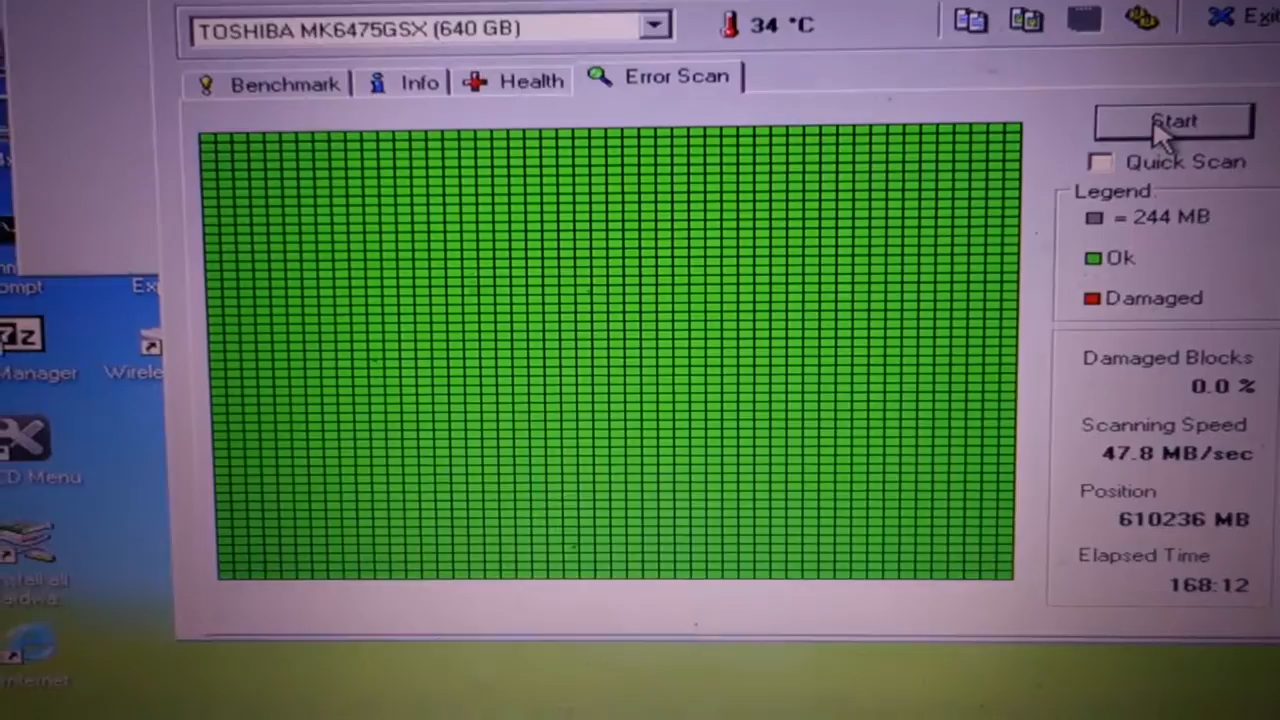 TOSHIBA MK6475GSX (640 GB)
34 °C
Benchmark
Info
Health
Error Scan
Start
Quick Scan
Legend
= 244 MB
Ok
Damaged
Damaged Blocks
0.0 %
Scanning Speed
47.8 MB/sec
Position
610236 MB
Elapsed Time
168:12
Manager
CD Menu